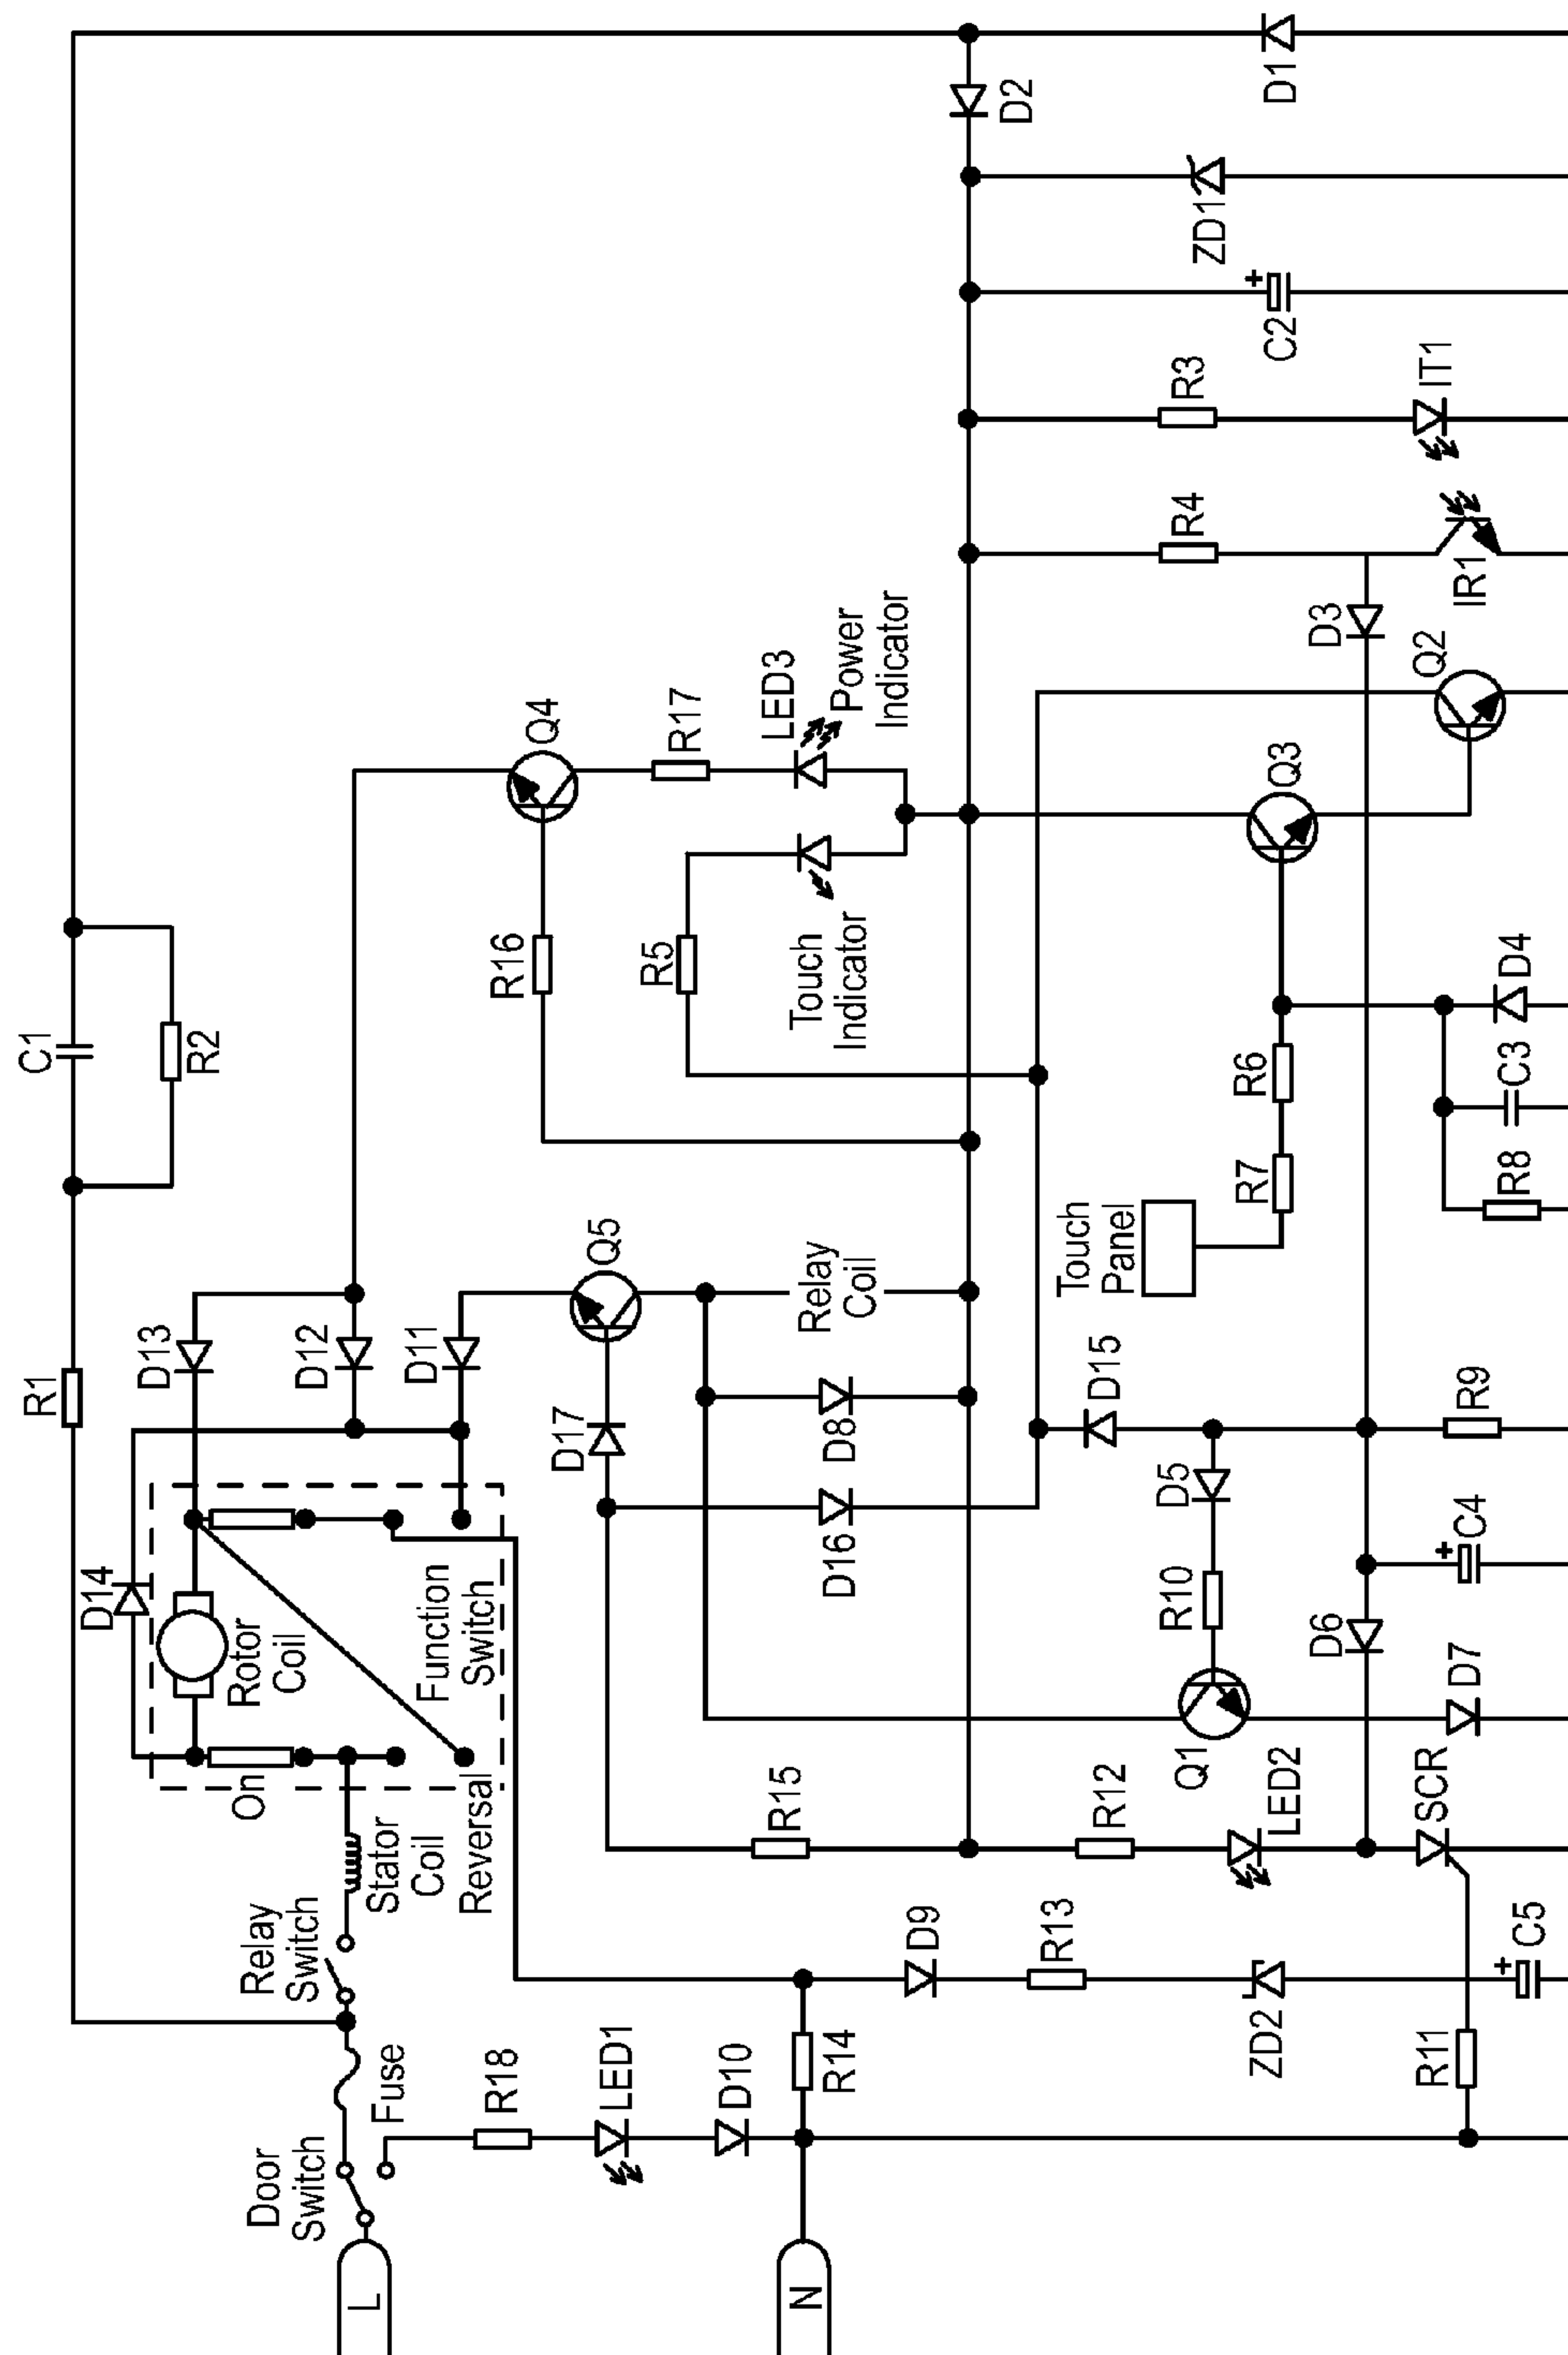 C1
R2
R1
D13
D12
D11
D14
Rotor
Coil
On
Function
Switch
Stator
Coil
Reversal
Relay
Switch
Door
Switch
Fuse
L
N
R18
LED1
D10
R14
D9
R13
ZD2
C5
R11
Q4
R17
LED3
Power
Indicator
R16
R5
Touch
Indicator
Q5
D17
Relay
Coil
D8
D16
R15
R12
LED2
SCR
Q1
R10
D5
D15
Touch
Panel
R7
R6
Q3
Q2
D3
D6
D7
C4
+
R9
R8
C3
D4
IR1
R4
R3
IT1
C2
+
ZD1
D2
D1
+